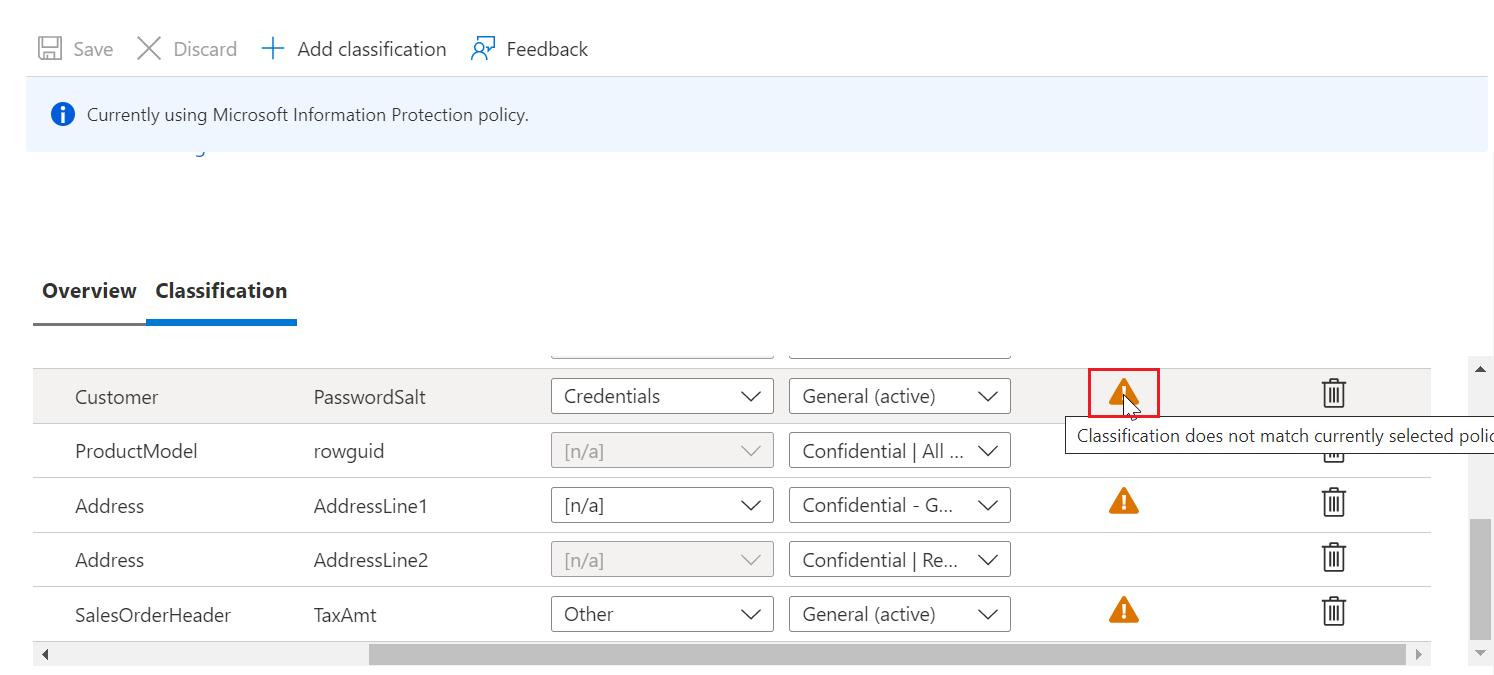 Save Discard Add classification Feedback
Currently using Microsoft Information Protection policy.
Overview Classification
Customer PasswordSalt Credentials General (active)
Classification does not match currently selected
ProductModel rowguid [n/a] Confidential | All ...
Address AddressLine1 [n/a] Confidential - G...
Address AddressLine2 [n/a] Confidential | Re...
SalesOrderHeader TaxAmt Other General (active)